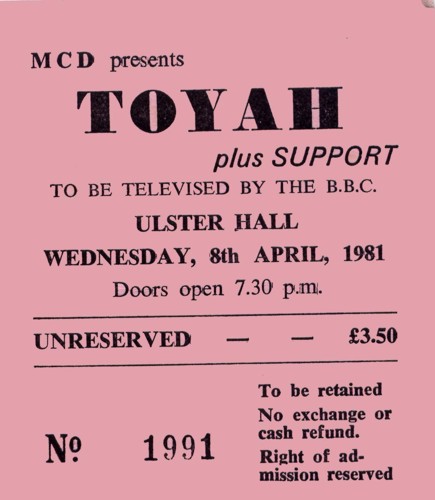 MCD presents
TOYAH
plus SUPPORT
TO BE TELEVISED BY THE B.B.C.
ULSTER HALL
WEDNESDAY, 8th APRIL, 1981
Doors open 7.30 p.m.
UNRESERVED — — £3.50
To be retained
No exchange or
cash refund.
Right of ad-
mission reserved
Nº 1991